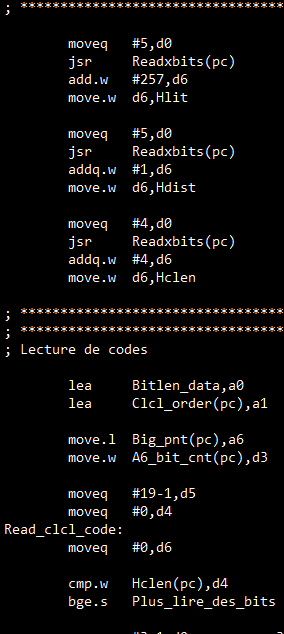 ; *********************************
moveq #5,d0
jsr Readxbits(pc)
add.w #257,d6
move.w d6,Hlit
moveq #5,d0
jsr Readxbits(pc)
addq.w #1,d6
move.w d6,Hdist
moveq #4,d0
jsr Readxbits(pc)
addq.w #4,d6
move.w d6,Hclen
; *********************************
; *********************************
; Lecture de codes
lea Bitlen_data,a0
lea Clcl_order(pc),a1
move.l Big_pnt(pc),a6
move.w A6_bit_cnt(pc),d3
moveq #19-1,d5
moveq #0,d4
Read_clcl_code:
moveq #0,d6
cmp.w Hclen(pc),d4
bge.s Plus_lire_des_bits